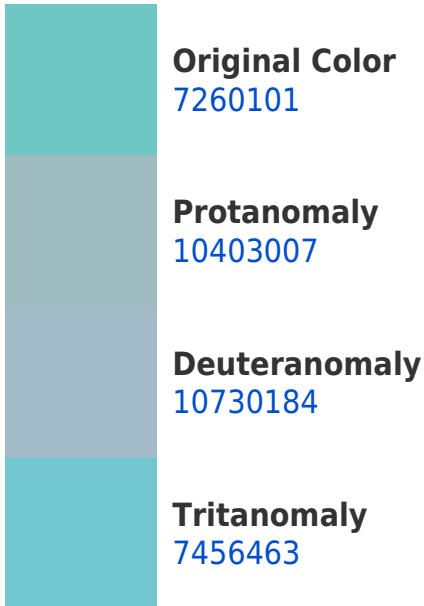 Original Color
7260101
Protanomaly
10403007
Deuteranomaly
10730184
Tritanomaly
7456463